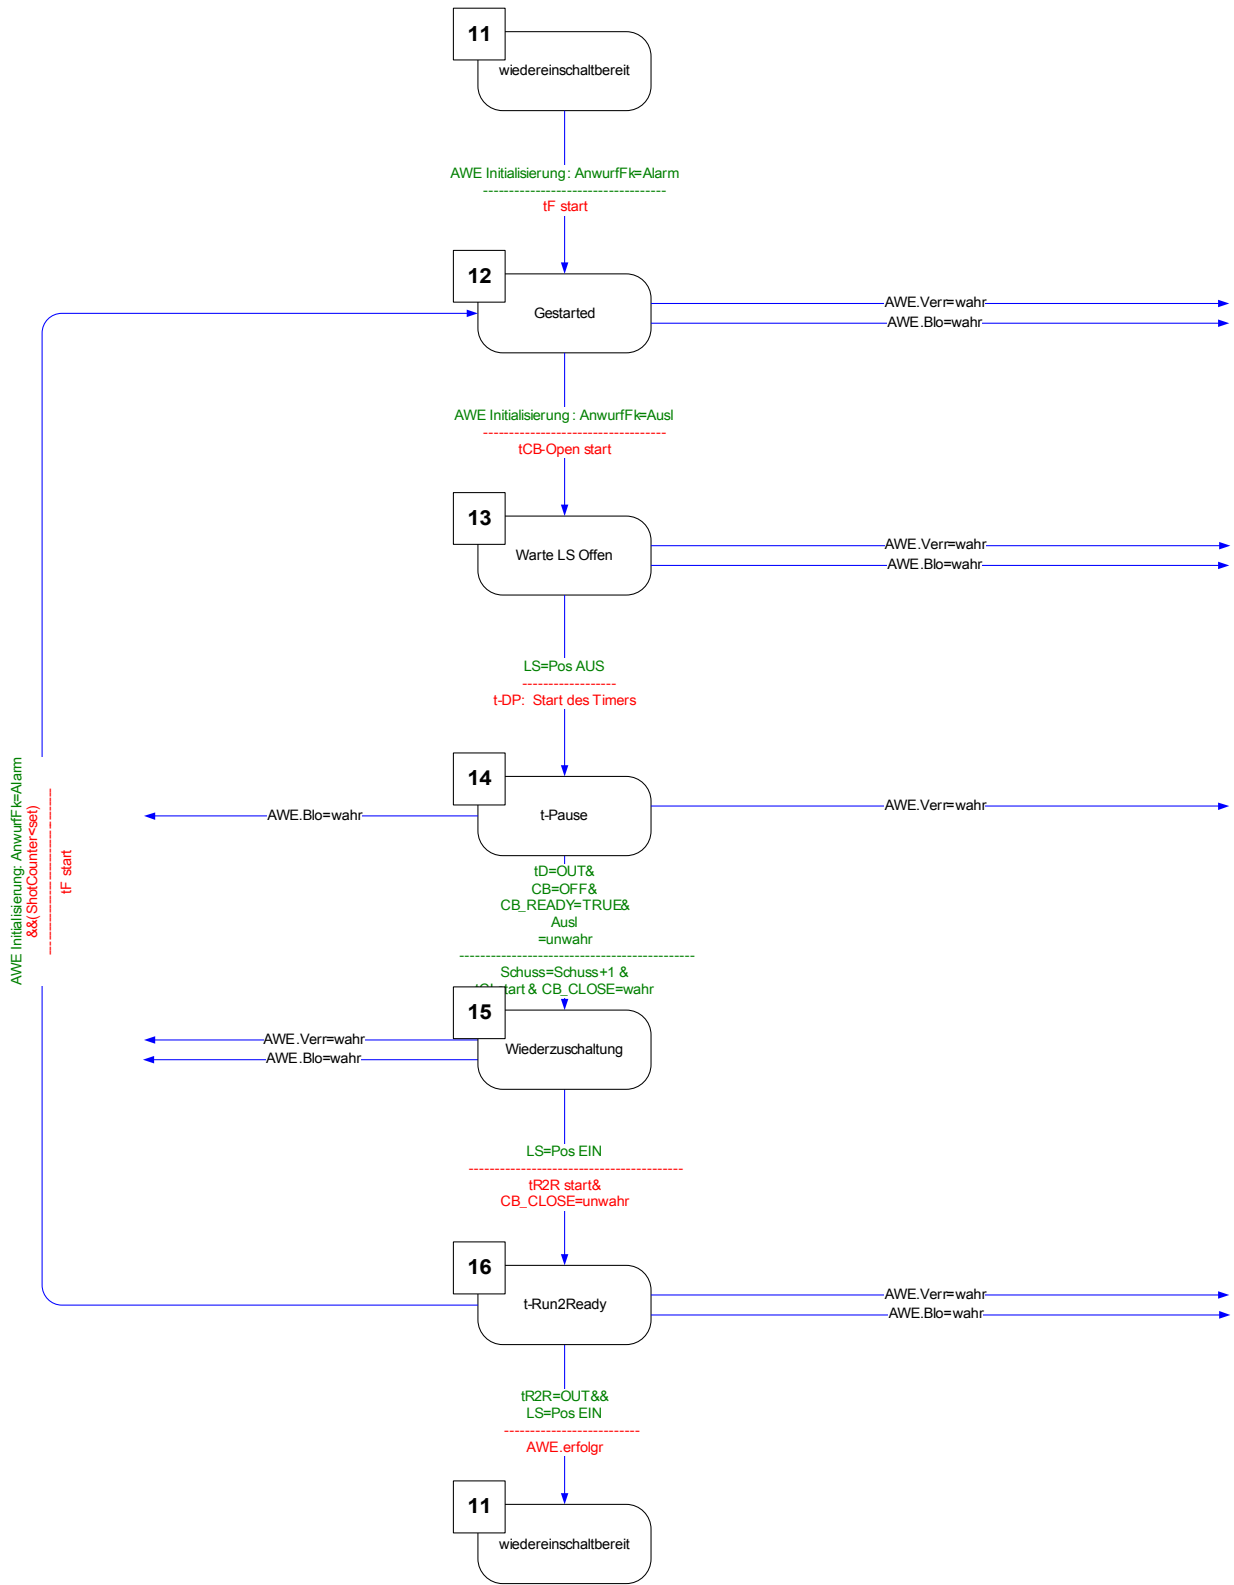 11
wiedereinschaltbereit
AWE Initialisierung: AnwurfFk=Alarm
tF start
12
Gestarted
AWE.Verr=wahr
AWE.Blo=wahr
AWE Initialisierung: AnwurfFk=Ausl
tCB-Open start
13
Warte LS Offen
AWE.Verr=wahr
AWE.Blo=wahr
LS=Pos AUS
t-DP: Start des Timers
14
t-Pause
AWE.Blo=wahr
AWE.Verr=wahr
AWE Initialisierung: AnwurfFk=Alarm
&&(ShotCounter<set)
tF start
tD=OUT&
CB=OFF&
CB_READY=TRUE&
Ausl
=unwahr
Schuss=Schuss+1 &
start & CB_CLOSE=wahr
15
Wiederzuschaltung
AWE.Verr=wahr
AWE.Blo=wahr
LS=Pos EIN
tR2R start&
CB_CLOSE=unwahr
16
t-Run2Ready
AWE.Verr=wahr
AWE.Blo=wahr
tR2R=OUT&&
LS=Pos EIN
AWE.erfolgr
11
wiedereinschaltbereit